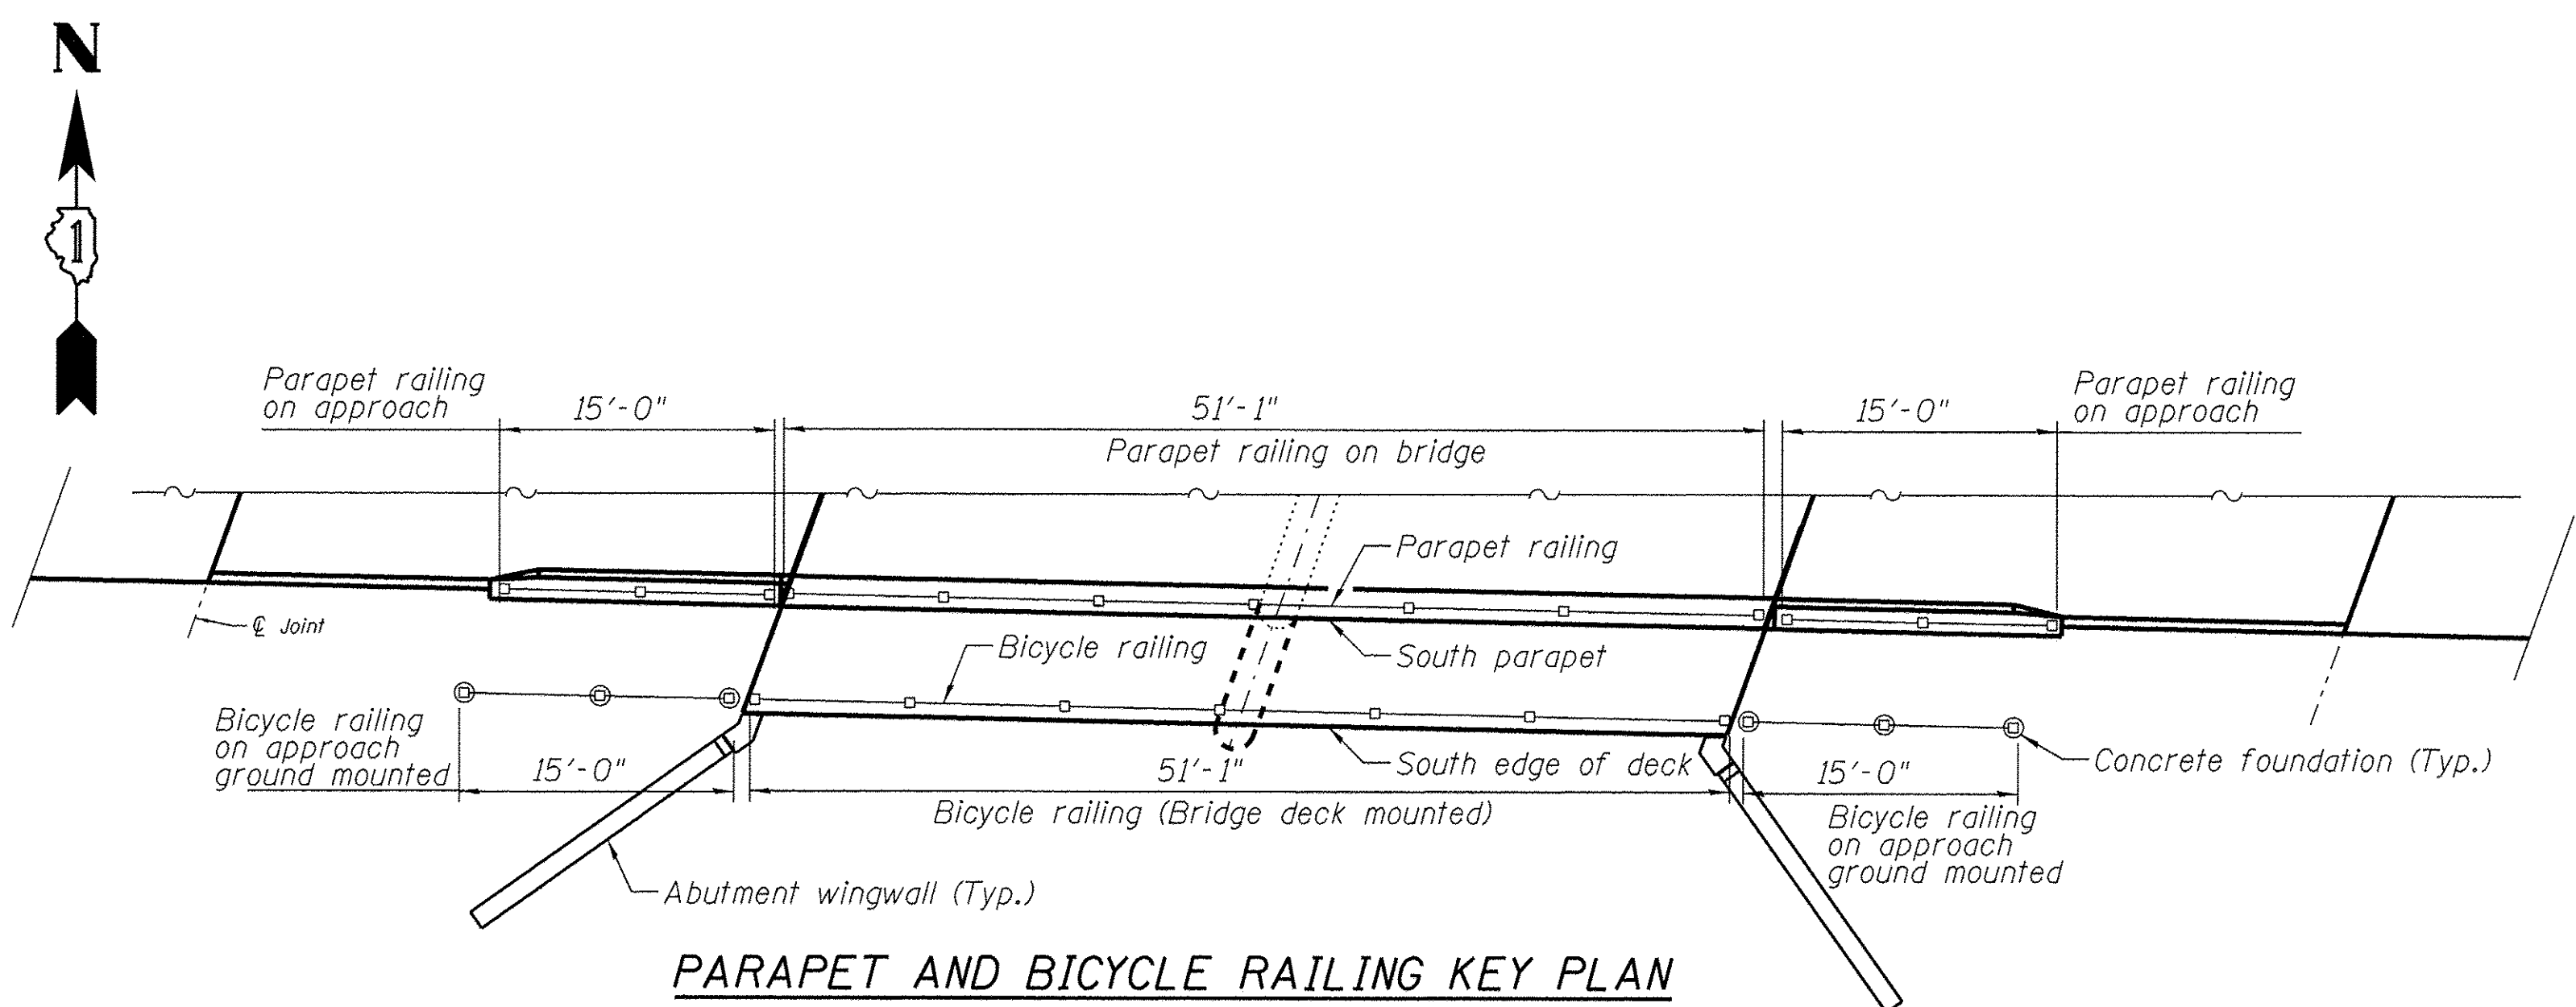 N
1
Parapet railing
on approach
15'-0"
51'-1"
Parapet railing on bridge
15'-0"
Parapet railing
on approach
Parapet railing
℄ Joint
Bicycle railing
South parapet
Bicycle railing
on approach
ground mounted
15'-0"
51'-1"
South edge of deck
15'-0"
Concrete foundation (Typ.)
Bicycle railing (Bridge deck mounted)
Bicycle railing
on approach
ground mounted
Abutment wingwall (Typ.)
PARAPET AND BICYCLE RAILING KEY PLAN